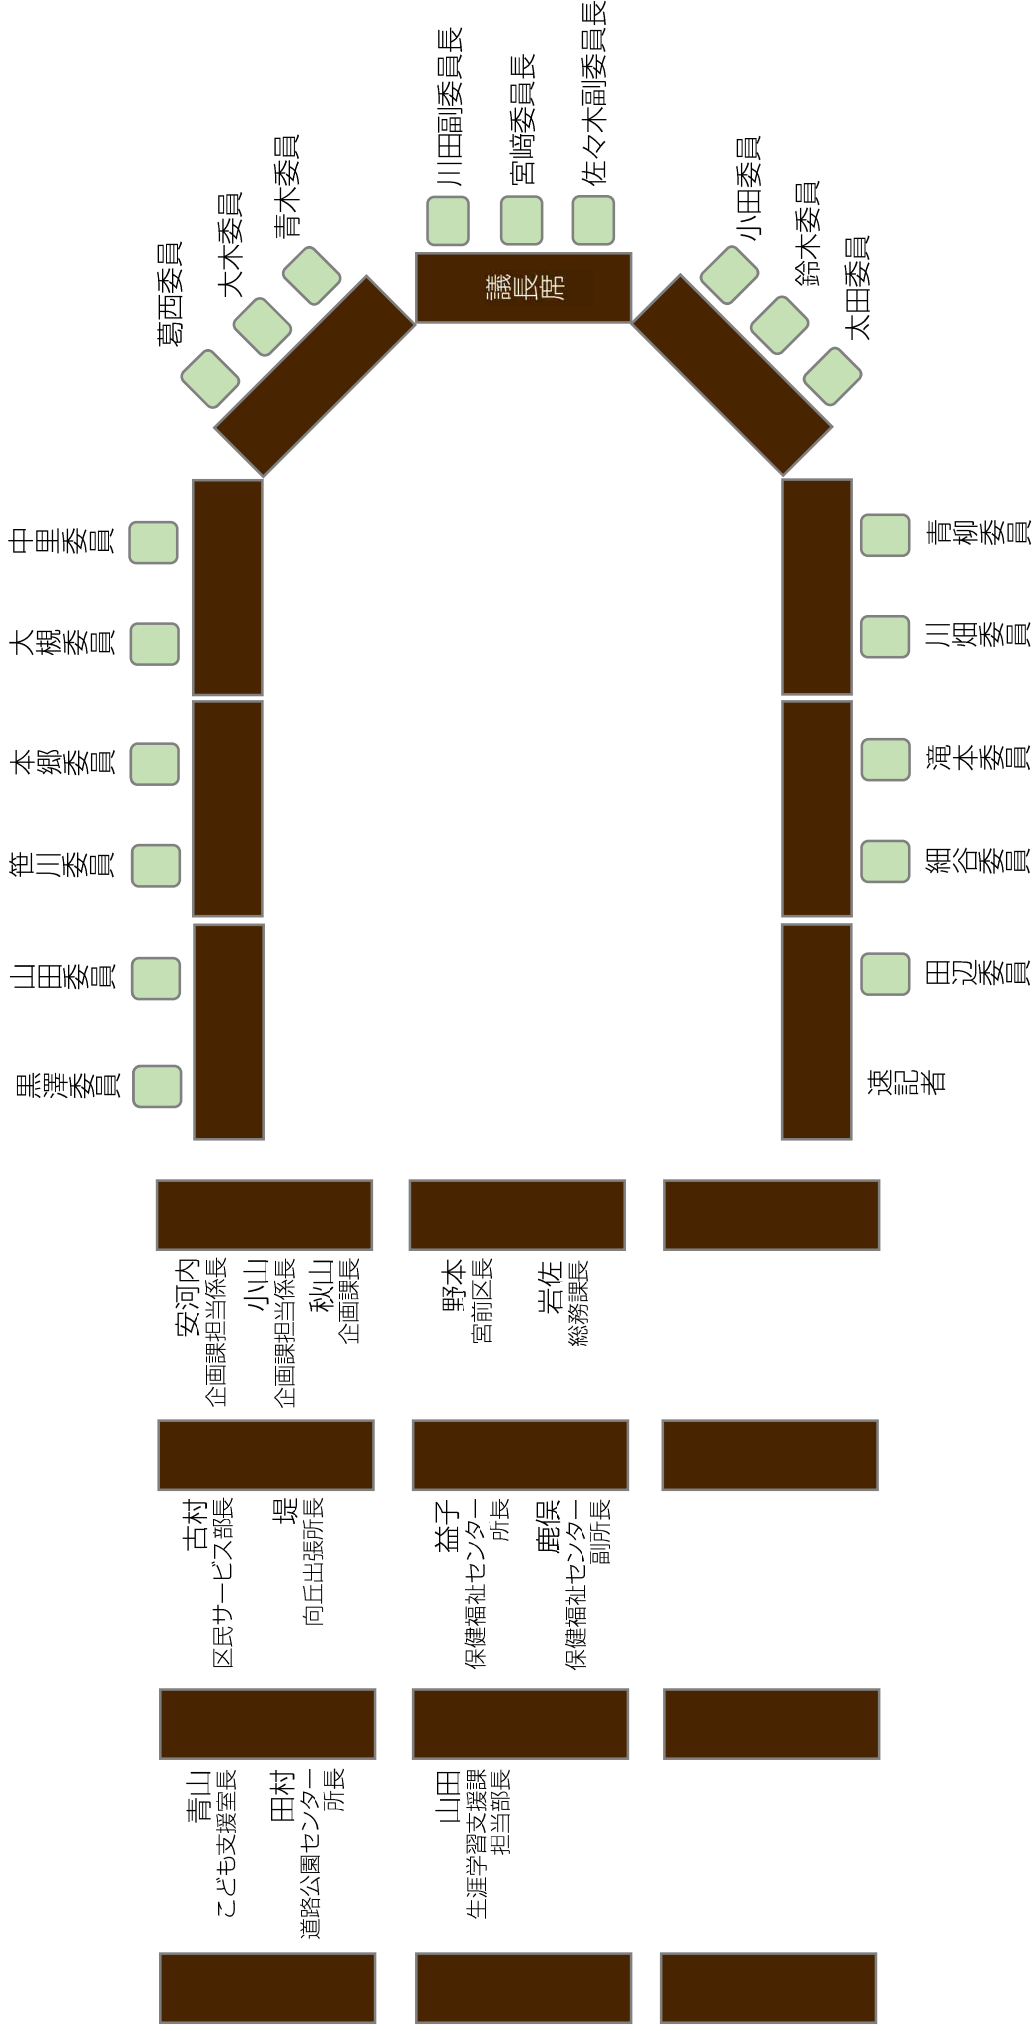 川田副委員長
宮﨑委員長
佐々木副委員長
青木委員
大木委員
葛西委員
小田委員
鈴木委員
太田委員
議長席
中里委員
青柳委員
大槻委員
川畑委員
本郷委員
滝本委員
笹川委員
細谷委員
山田委員
田辺委員
黒澤委員
速記者
安河内
企画課担当係長
小山
企画課担当係長
秋山
企画課長
野本
宮前区長
岩佐
総務課長
古村
区民サービス部長
堤
向丘出張所長
益子
保健福祉センター
所長
鹿俣
保健福祉センター
副所長
青山
こども支援室長
田村
道路公園センター
所長
山田
生涯学習支援課
担当部長